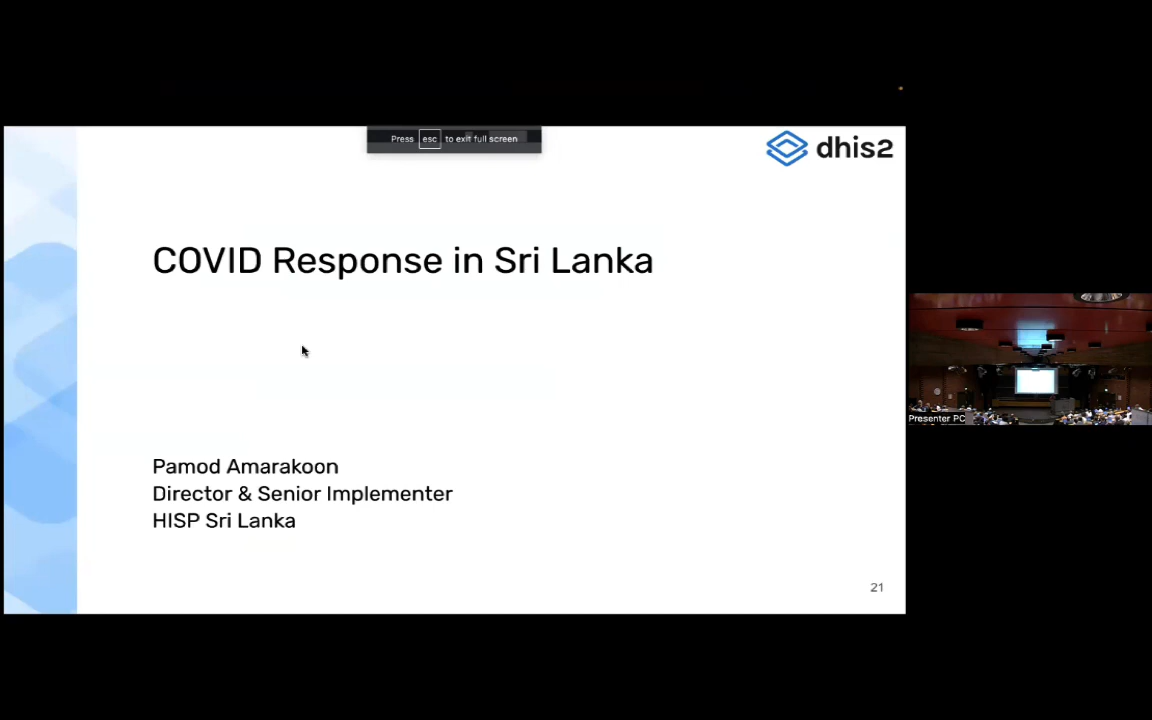 Press esc to exit full screen
dhis2
COVID Response in Sri Lanka
Pamod Amarakoon
Director & Senior Implementer
HISP Sri Lanka
21
Presenter PC